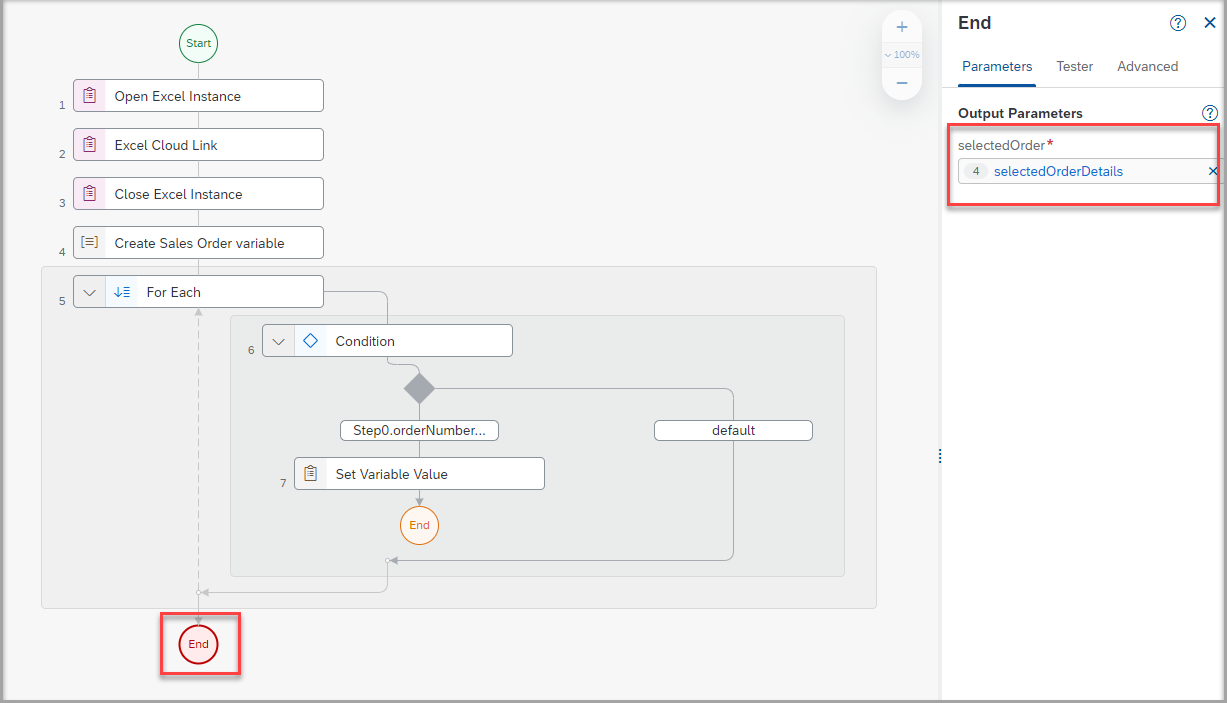 Start
1 Open Excel Instance
2 Excel Cloud Link
3 Close Excel Instance
4 Create Sales Order variable
5 For Each
6 Condition
Step0.orderNumber...
default
7 Set Variable Value
End
End
100%
End
Parameters Tester Advanced
Output Parameters
selectedOrder*
4 selectedOrderDetails